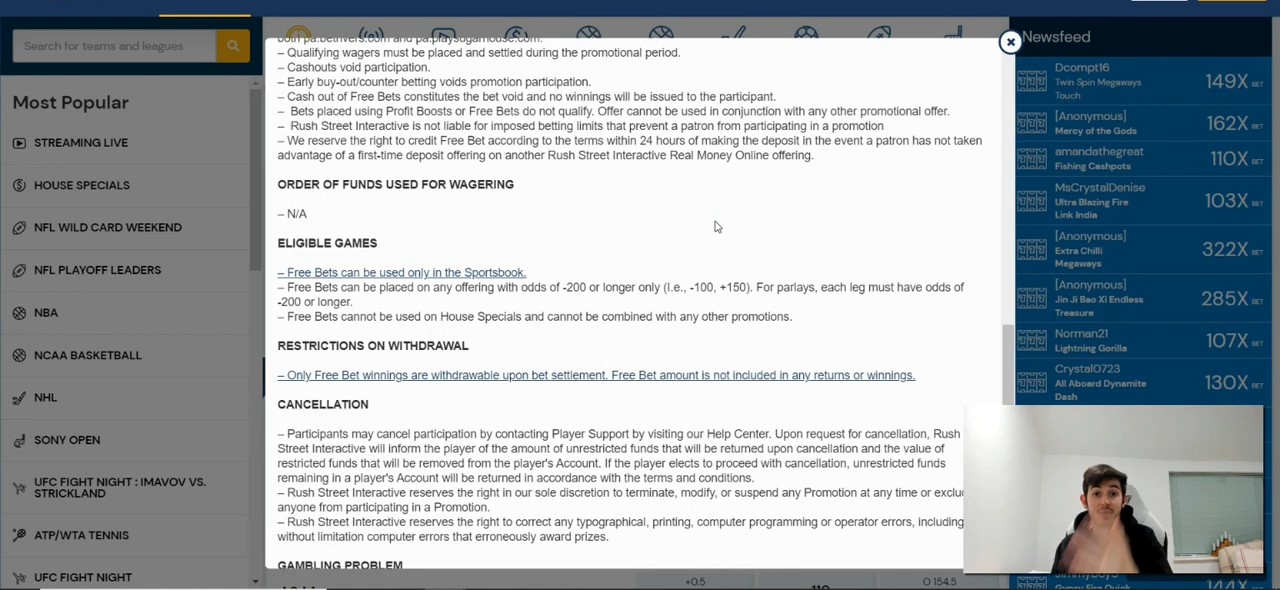 Search for teams and leagues
Most Popular
STREAMING LIVE
HOUSE SPECIALS
NFL WILD CARD WEEKEND
NFL PLAYOFF LEADERS
NBA
NCAA BASKETBALL
NHL
SONY OPEN
UFC FIGHT NIGHT : IMAVOV VS.
STRICKLAND
ATP/WTA TENNIS
UFC FIGHT NIGHT
both pa.betrivers.com and pa.playsugarhouse.com.
– Qualifying wagers must be placed and settled during the promotional period.
– Cashouts void participation.
– Early buy-out/counter betting voids promotion participation.
– Cash out of Free Bets constitutes the bet void and no winnings will be issued to the participant.
– Bets placed using Profit Boosts or Free Bets do not qualify. Offer cannot be used in conjunction with any other promotional offer.
– Rush Street Interactive is not liable for imposed betting limits that prevent a patron from participating in a promotion
– We reserve the right to credit Free Bet according to the terms within 24 hours of making the deposit in the event a patron has not taken
advantage of a first-time deposit offering on another Rush Street Interactive Real Money Online offering.
ORDER OF FUNDS USED FOR WAGERING
– N/A
ELIGIBLE GAMES
– Free Bets can be used only in the Sportsbook.
– Free Bets can be placed on any offering with odds of -200 or longer only (I.e., -100, +150). For parlays, each leg must have odds of
-200 or longer.
– Free Bets cannot be used on House Specials and cannot be combined with any other promotions.
RESTRICTIONS ON WITHDRAWAL
– Only Free Bet winnings are withdrawable upon bet settlement. Free Bet amount is not included in any returns or winnings.
CANCELLATION
– Participants may cancel participation by contacting Player Support by visiting our Help Center. Upon request for cancellation, Rush
Street Interactive will inform the player of the amount of unrestricted funds that will be returned upon cancellation and the value of
restricted funds that will be removed from the player's Account. If the player elects to proceed with cancellation, unrestricted funds
remaining in a player's Account will be returned in accordance with the terms and conditions.
– Rush Street Interactive reserves the right in our sole discretion to terminate, modify, or suspend any Promotion at any time or exclu
anyone from participating in a Promotion.
– Rush Street Interactive reserves the right to correct any typographical, printing, computer programming or operator errors, including
without limitation computer errors that erroneously award prizes.
GAMBLING PROBLEM
+0.5
O 154.5
Newsfeed
Dcompt16
Twin Spin Megaways
Touch
149X BET
[Anonymous]
Mercy of the Gods
162X BET
amandathegreat
Fishing Cashpots
110X BET
MsCrystalDenise
Ultra Blazing Fire
Link India
103X BET
[Anonymous]
Extra Chilli
Megaways
322X BET
[Anonymous]
Jin Ji Bao Xi Endless
Treasure
285X BET
Norman21
Lightning Gorilla
107X BET
Crystal0723
All Aboard Dynamite
Dash
130X BET
144X